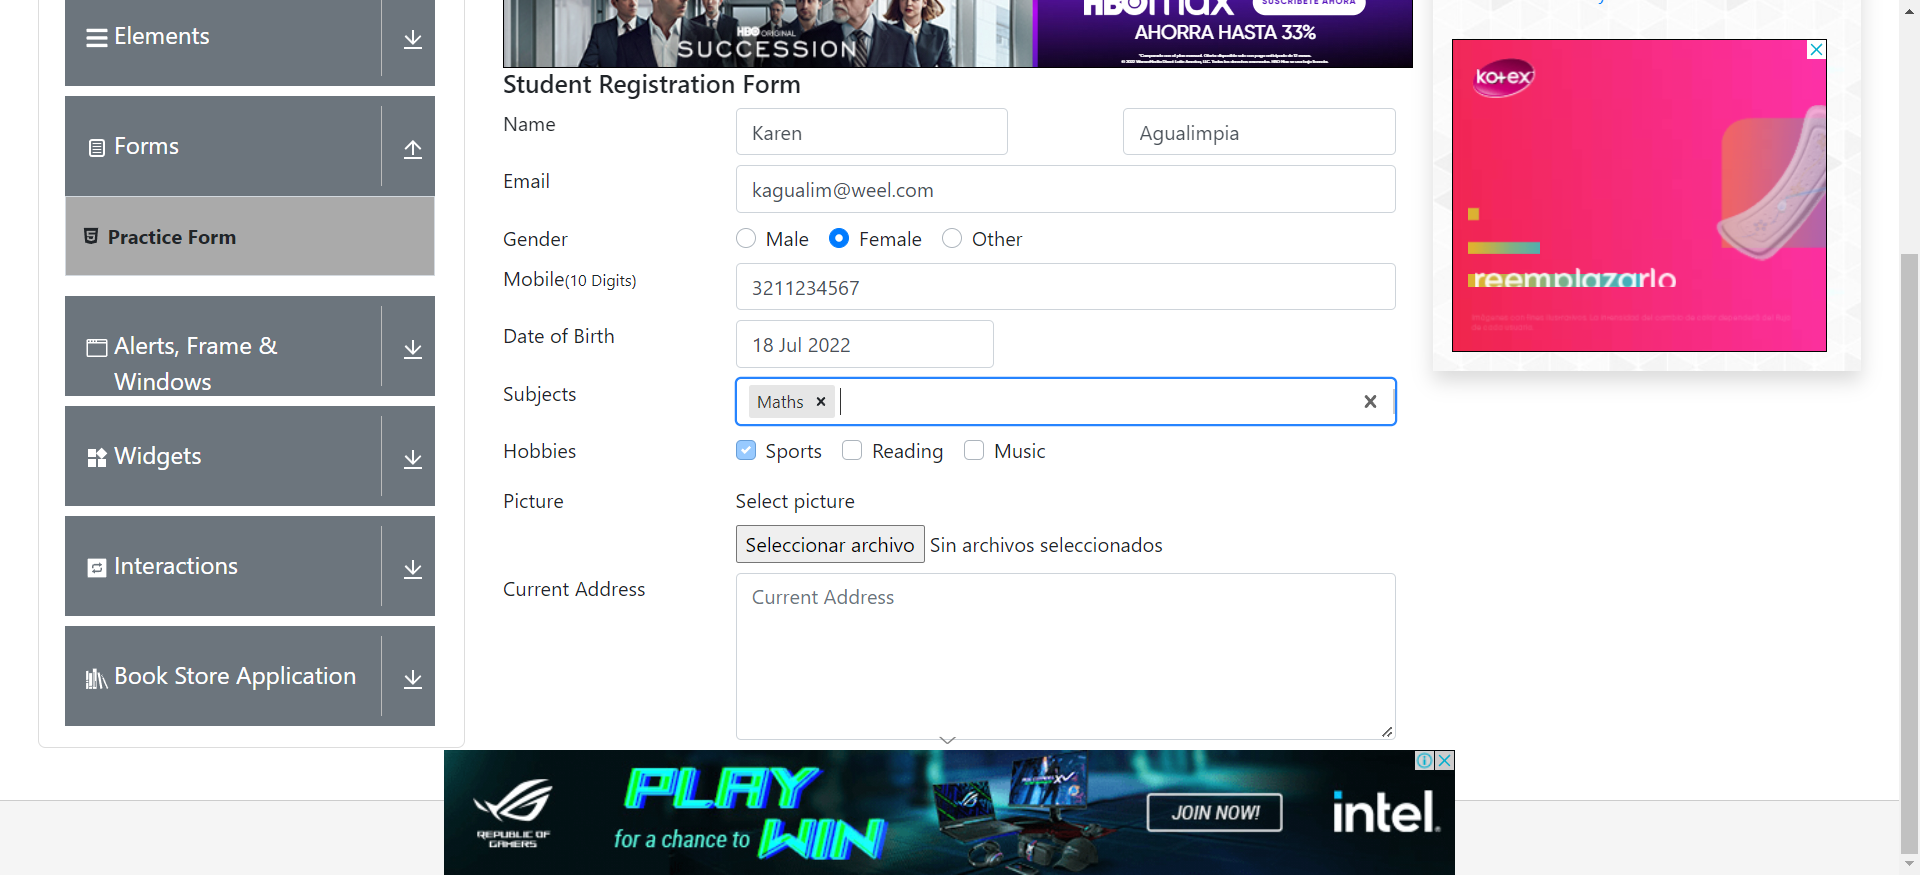 Elements
Forms
Practice Form
Alerts, Frame &
Windows
Widgets
Interactions
Book Store Application
HBO ORIGINAL
SUCCESSION
HBOmax
SUSCRÍBETE AHORA
AHORRA HASTA 33%
Student Registration Form
Name
Karen
Agualimpia
Email
kagualim@weel.com
Gender
Male
Female
Other
Mobile(10 Digits)
3211234567
Date of Birth
18 Jul 2022
Subjects
Maths
Hobbies
Sports
Reading
Music
Picture
Select picture
Seleccionar archivo
Sin archivos seleccionados
Current Address
Current Address
kotex
reemplazarlo
REPUBLIC OF
GAMERS
PLAY
for a chance to WIN
JOIN NOW!
intel.